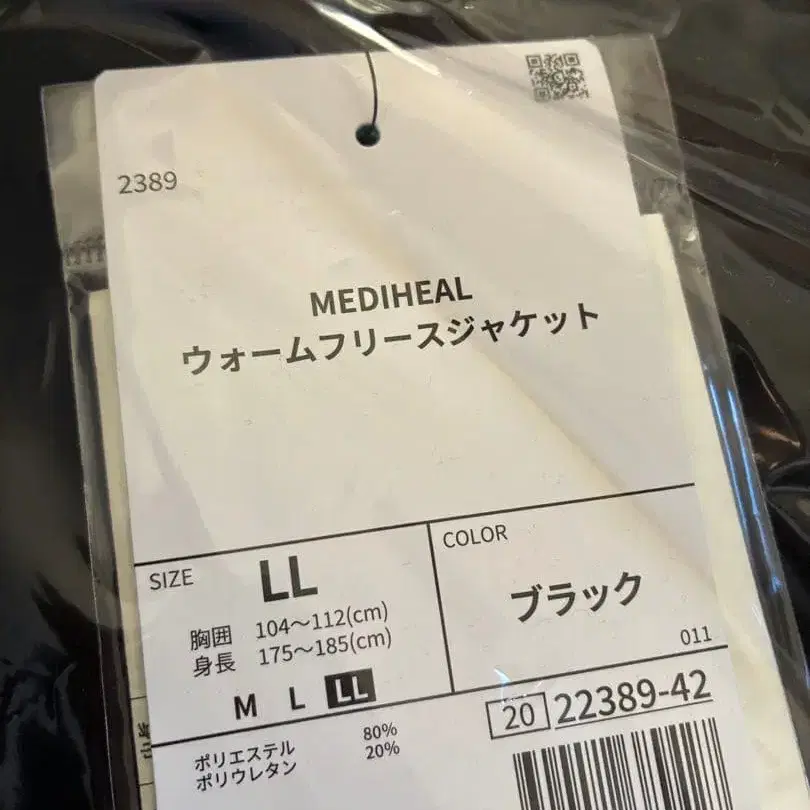 2389
MEDIHEAL
ウォームフリースジャケット
SIZE
LL
胸囲 104～112(cm)
身長 175～185(cm)
M L LL
COLOR
ブラック
011
ポリエステル 80%
ポリウレタン 20%
20 22389-42